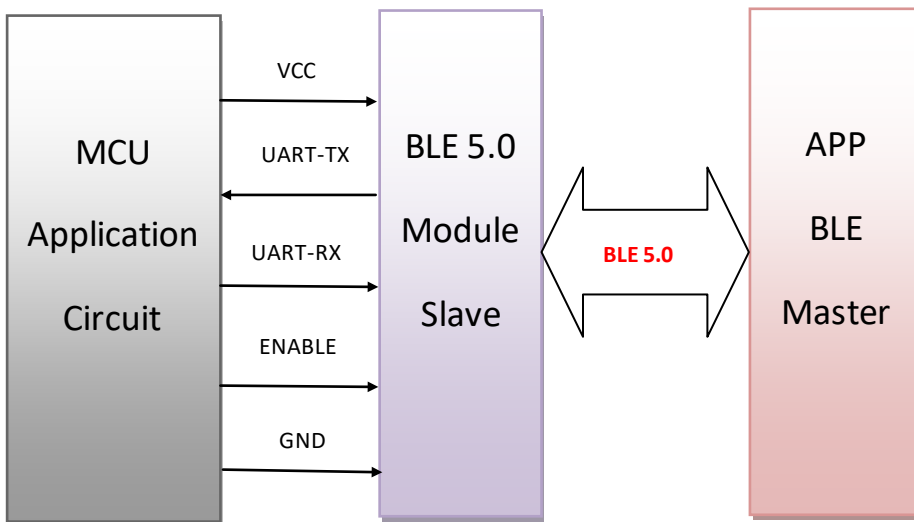 MCU
Application
Circuit
VCC
UART-TX
UART-RX
ENABLE
GND
BLE 5.0
Module
Slave
BLE 5.0
APP
BLE
Master